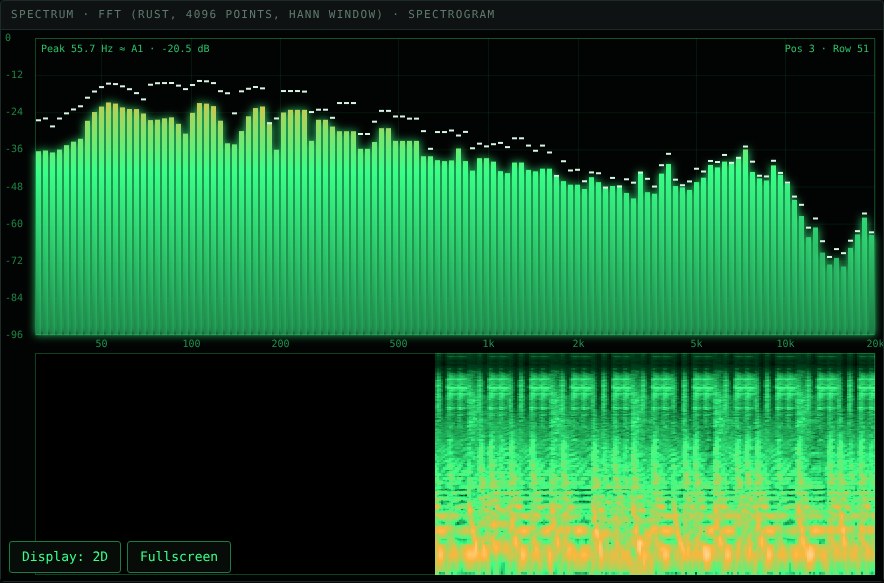 SPECTRUM · FFT (RUST, 4096 POINTS, HANN WINDOW) · SPECTROGRAM
0
Peak 55.7 Hz ≈ A1 · -20.5 dB
Pos 3 · Row 51
-12
-24
-36
-48
-60
-72
-84
-96
50 100 200 500 1k 2k 5k 10k 20k
Display: 2D
Fullscreen